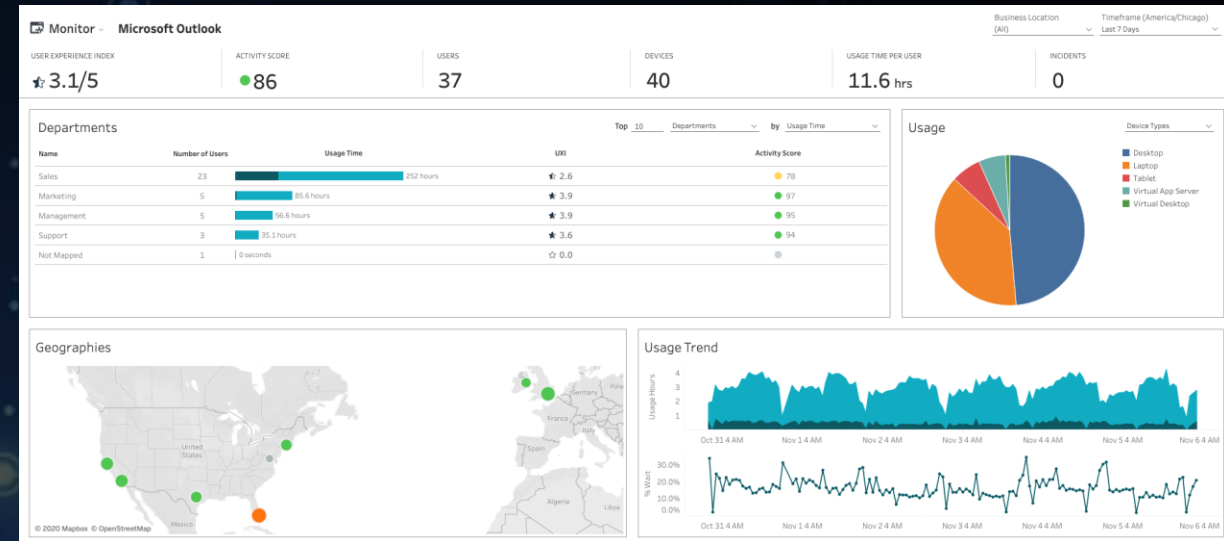 Monitor Microsoft Outlook
Business Location
(All)
Timeframe (America/Chicago)
Last 7 Days
USER EXPERIENCE INDEX
3.1/5
ACTIVITY SCORE
86
USERS
37
DEVICES
40
USAGE TIME PER USER
11.6 hrs
INCIDENTS
0
Departments
Top 10 Departments by Usage Time
Name Number of Users Usage Time UXI Activity Score
Sales 23 252 hours 2.6 78
Marketing 5 85.6 hours 3.9 97
Management 5 56.6 hours 3.9 95
Support 3 35.1 hours 3.6 94
Not Mapped 1 0 seconds 0.0
Usage
Device Types
Desktop
Laptop
Tablet
Virtual App Server
Virtual Desktop
Geographies
United
States
Mexico
Germany
France
Italy
Spain
Algeria
Libya
© 2020 Mapbox © OpenStreetMap
Usage Trend
Usage Hours
4
3
2
1
Oct 31 4 AM Nov 1 4 AM Nov 2 4 AM Nov 3 4 AM Nov 4 4 AM Nov 5 4 AM Nov 6 4 AM
% Wait
30.0%
20.0%
10.0%
0.0%
Oct 31 4 AM Nov 1 4 AM Nov 2 4 AM Nov 3 4 AM Nov 4 4 AM Nov 5 4 AM Nov 6 4 AM